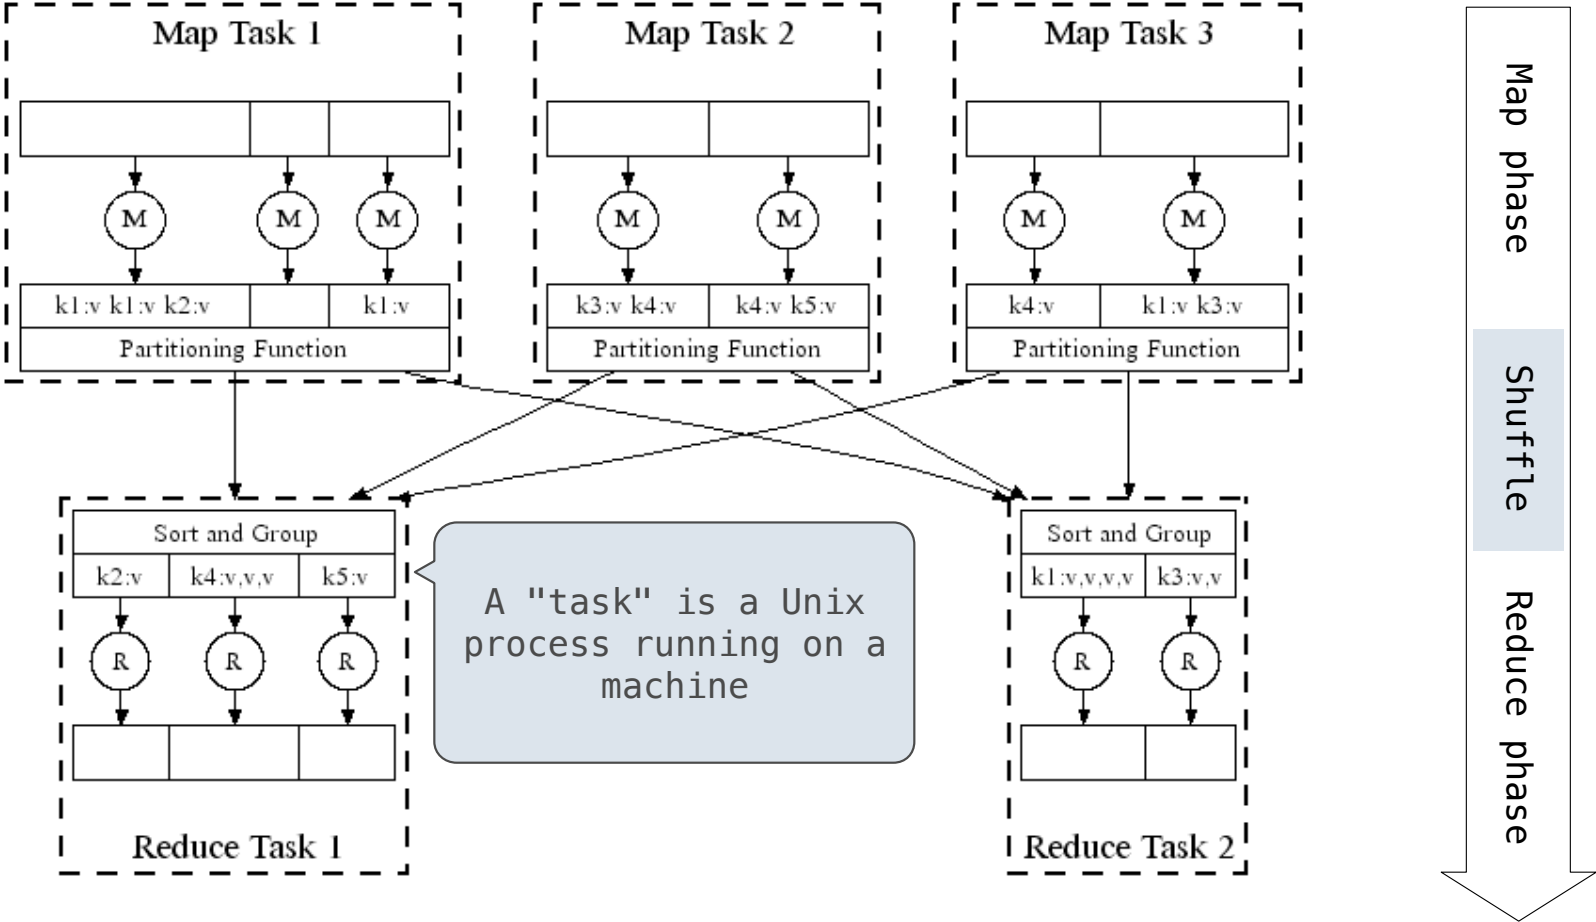 Map Task 1
Map Task 2
Map Task 3
M
M
M
M
M
M
M
k1:v k1:v k2:v
k1:v
k3:v k4:v
k4:v k5:v
k4:v
k1:v k3:v
Partitioning Function
Partitioning Function
Partitioning Function
Sort and Group
k2:v
k4:v,v,v
k5:v
R
R
R
Reduce Task 1
A "task" is a Unix
process running on a
machine
Sort and Group
k1:v,v,v,v
k3:v,v
R
R
Reduce Task 2
Map phase
Shuffle
Reduce phase